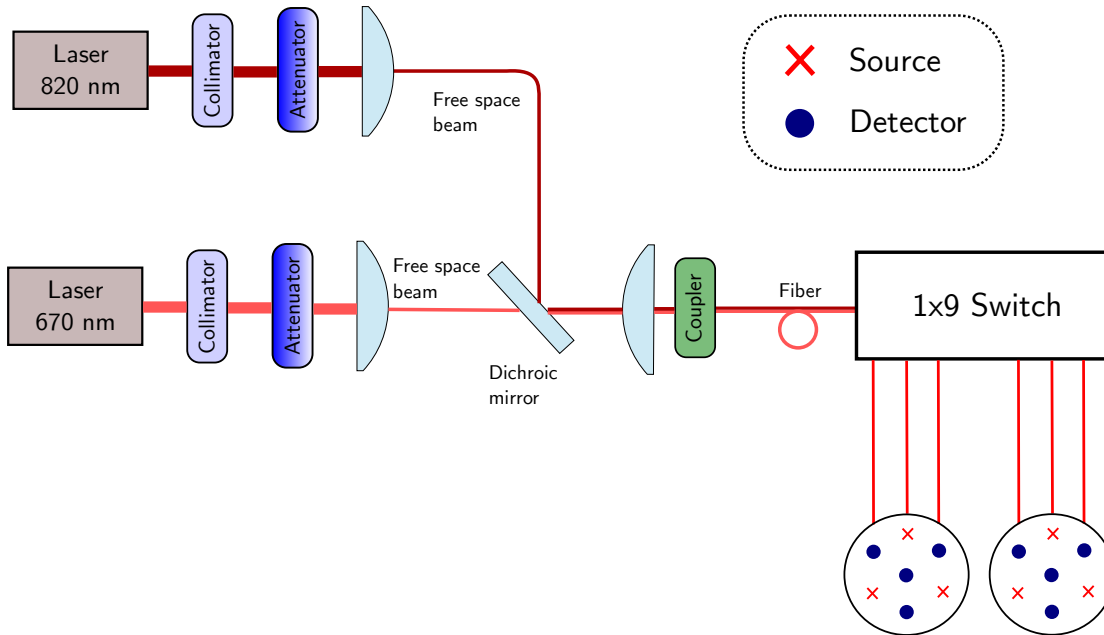 Laser
820 nm
Collimator
Attenuator
Free space
beam
Source
Detector
Laser
670 nm
Collimator
Attenuator
Free space
beam
Dichroic
mirror
Coupler
Fiber
1x9 Switch